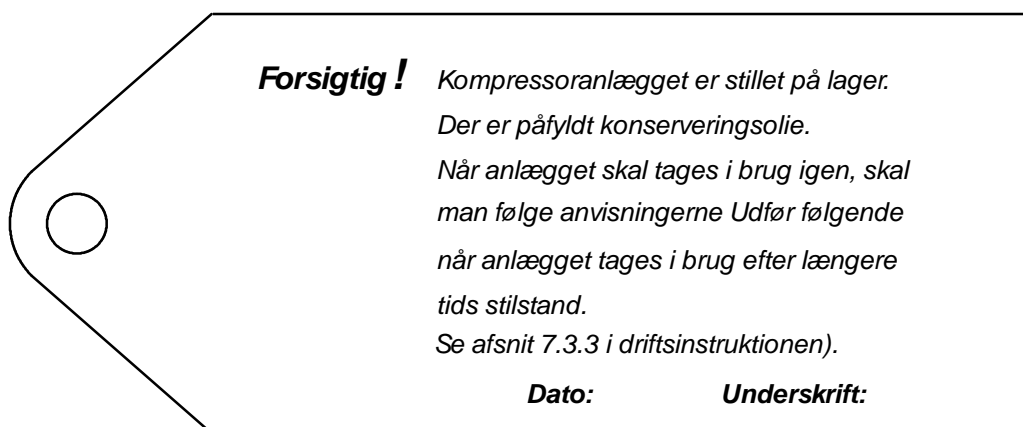 Forsigtig ! Kompressoranlægget er stillet på lager.
Der er påfyldt konserveringsolie.
Når anlægget skal tages i brug igen, skal
man følge anvisningerne Udfør følgende
når anlægget tages i brug efter længere
tids stilstand.
Se afsnit 7.3.3 i driftsinstruktionen).
Dato: Underskrift: